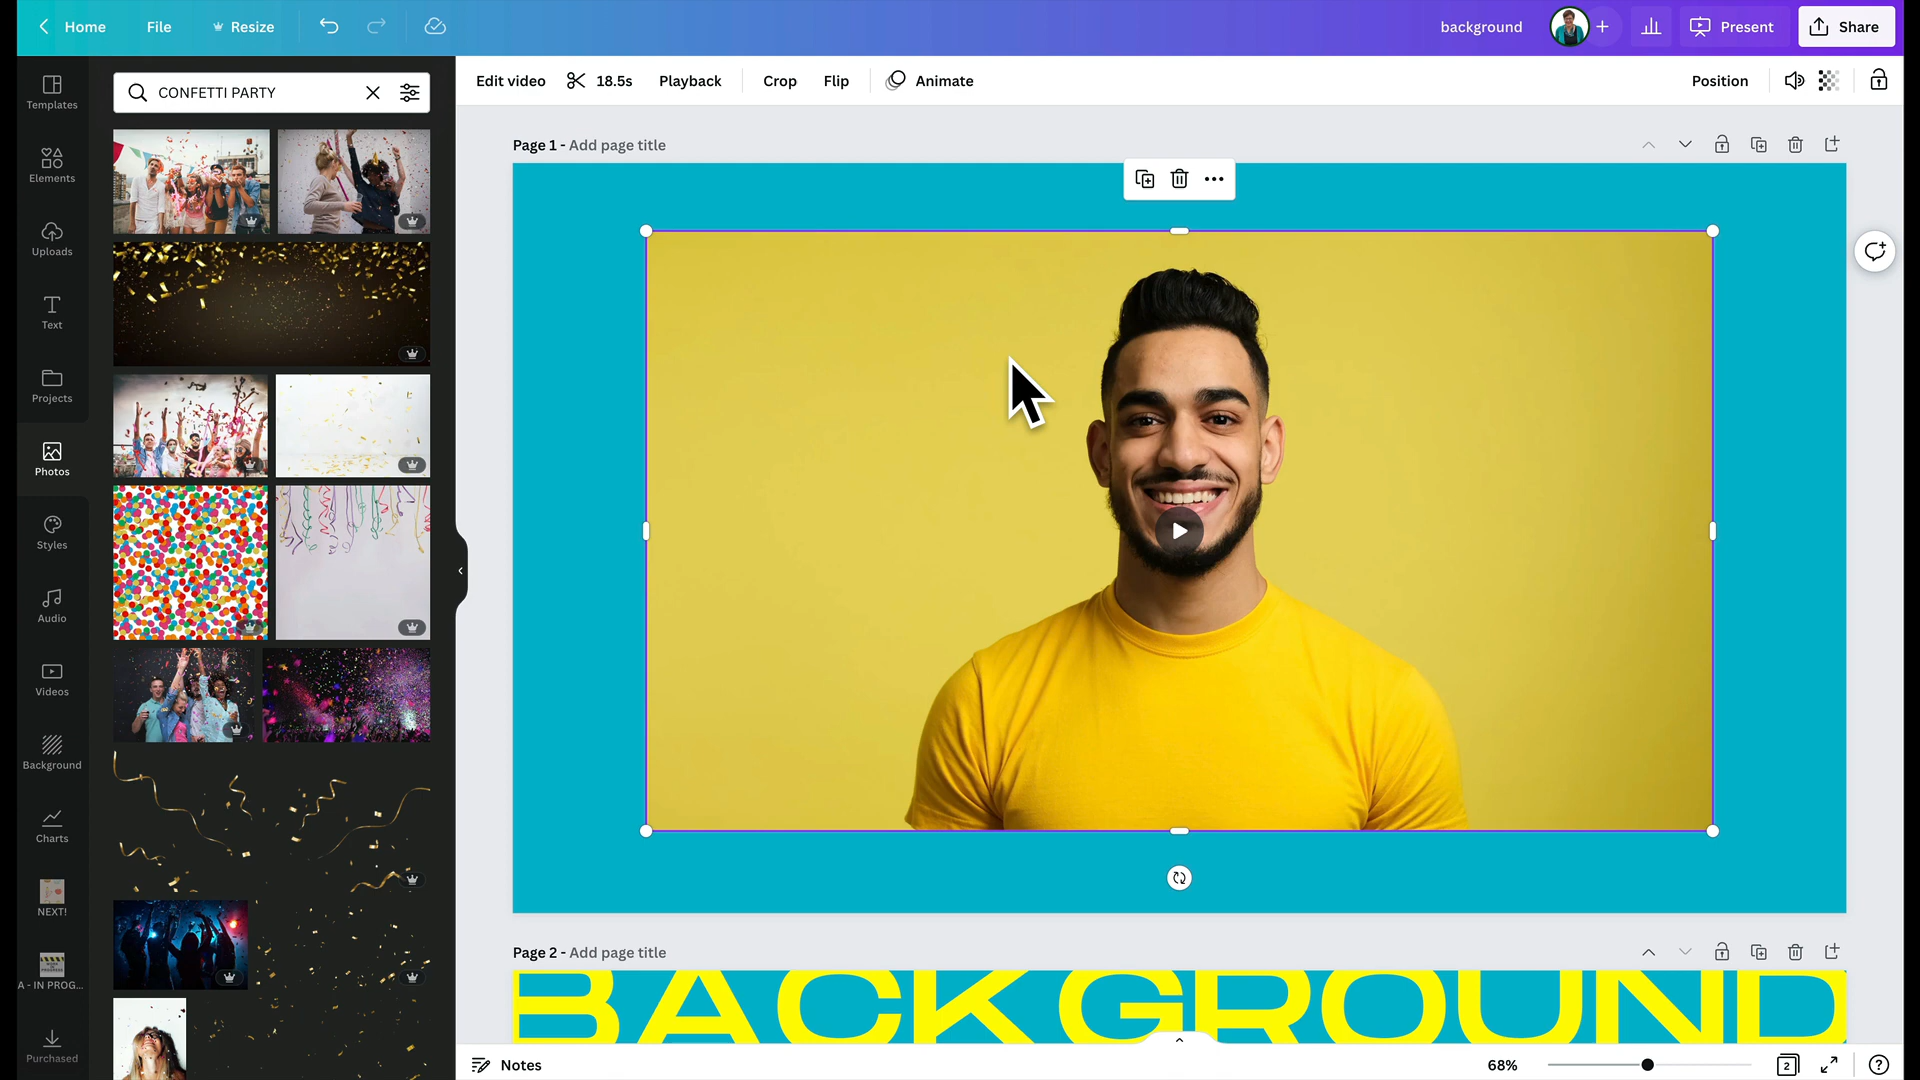 Home File Resize background Present Share
CONFETTI PARTY
Edit video 18.5s Playback Crop Flip Animate Position
Templates
Elements
Uploads
Text
Projects
Photos
Styles
Audio
Videos
Background
Charts
NEXT!
A - IN PROG...
Purchased
Page 1 - Add page title
Page 2 - Add page title
BACKGROUND
Notes 68% 2